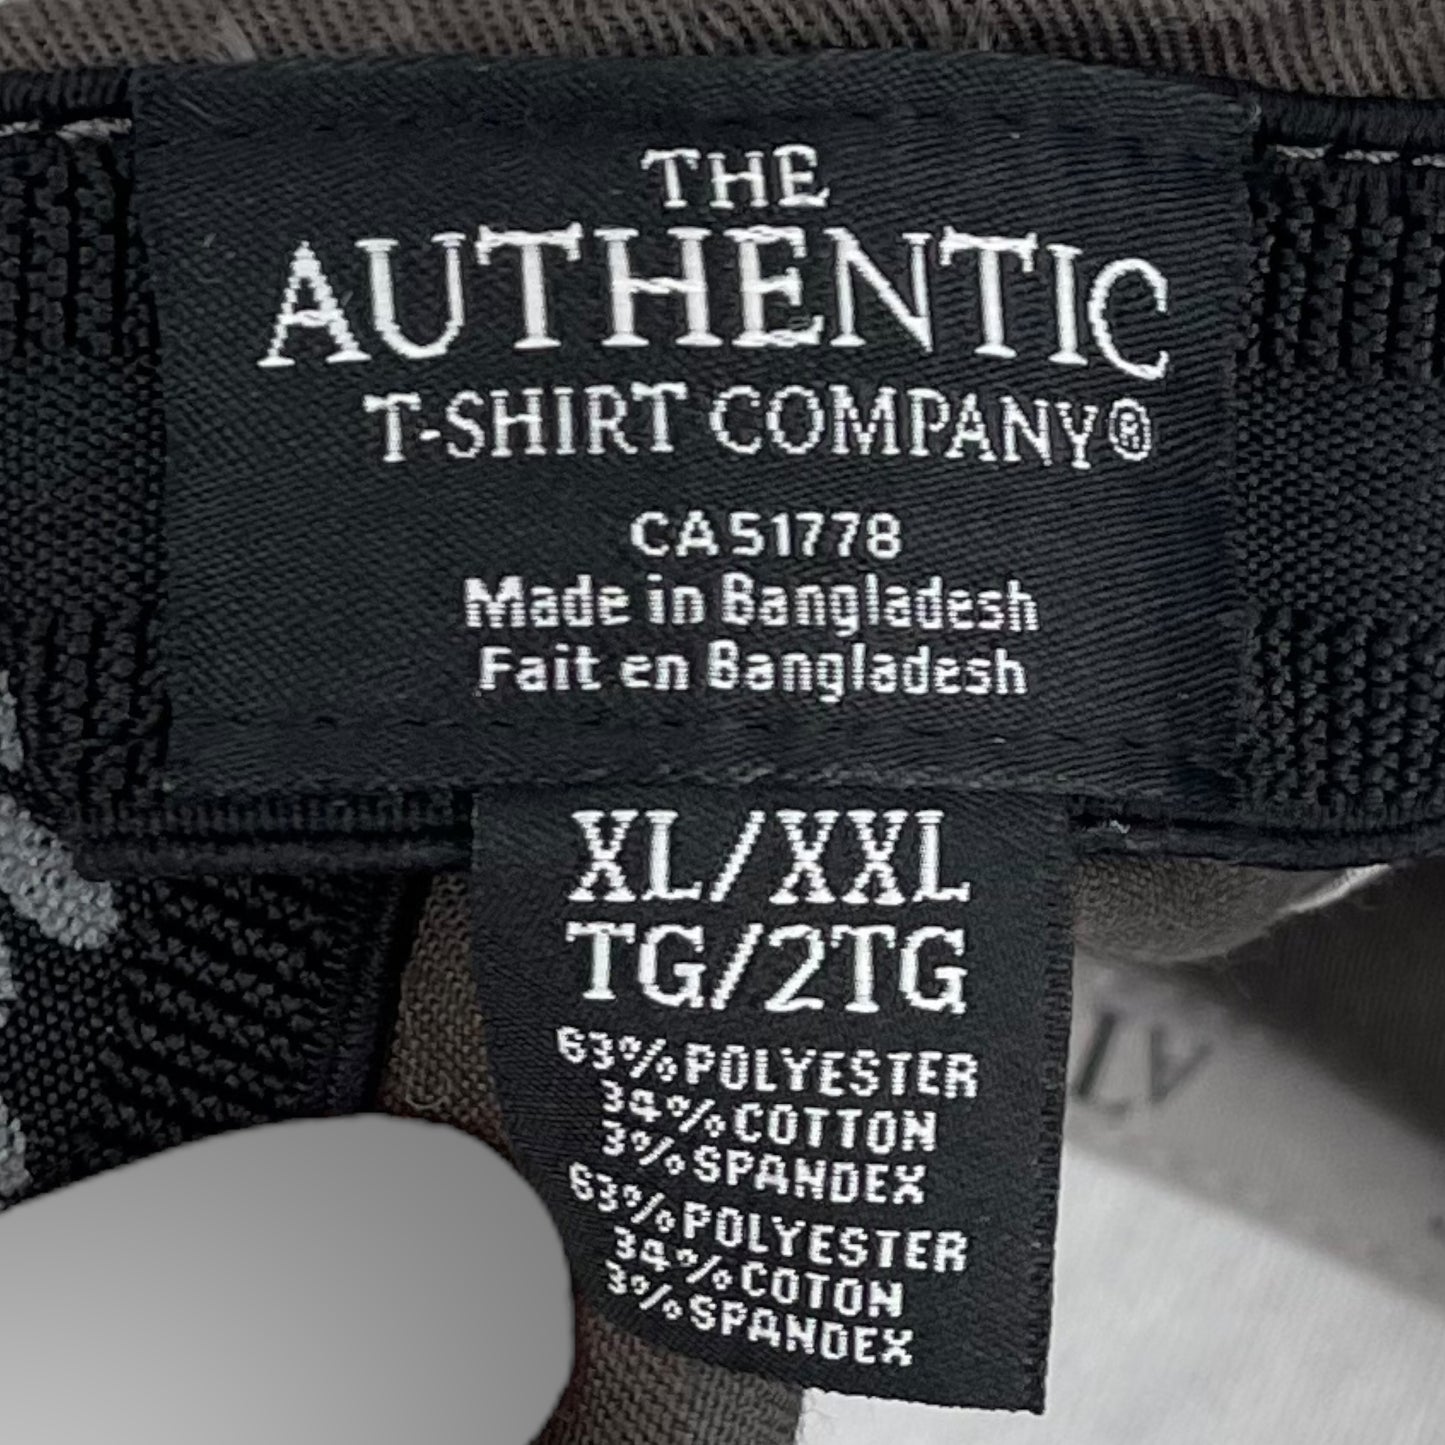 THE
AUTHENTIC
T-SHIRT COMPANY®
CA51778
Made in Bangladesh
Fait en Bangladesh
XL/XXL
TG/2TG
63% POLYESTER
34% COTTON
3% SPANDEX
63% POLYESTER
34% COTON
3% SPANDEX